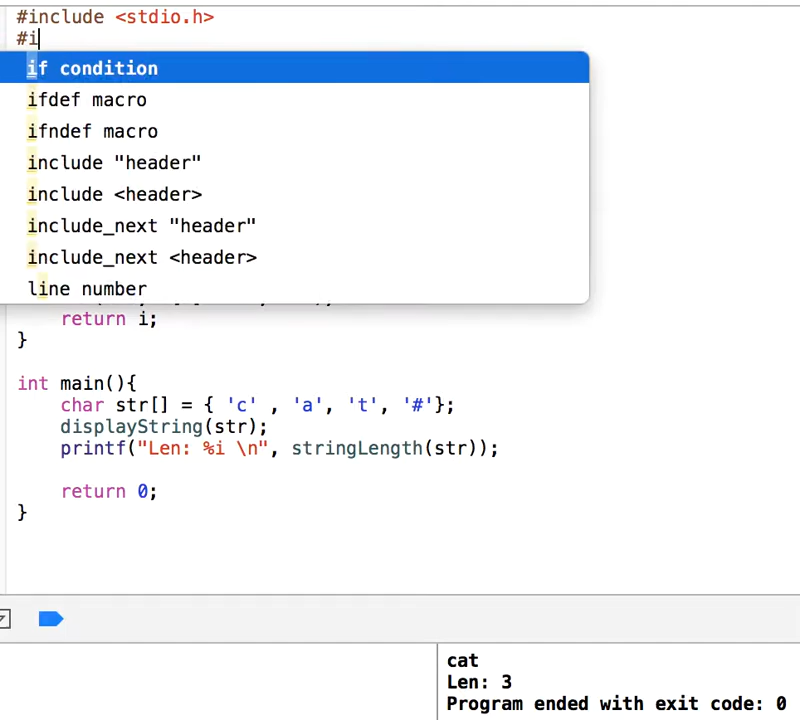 #include <stdio.h>
#i
if condition
ifdef macro
ifndef macro
include "header"
include <header>
include_next "header"
include_next <header>
line number
return i;
}
int main(){
char str[] = { 'c' , 'a', 't', '#'};
displayString(str);
printf("Len: %i \n", stringLength(str));
return 0;
}
cat
Len: 3
Program ended with exit code: 0